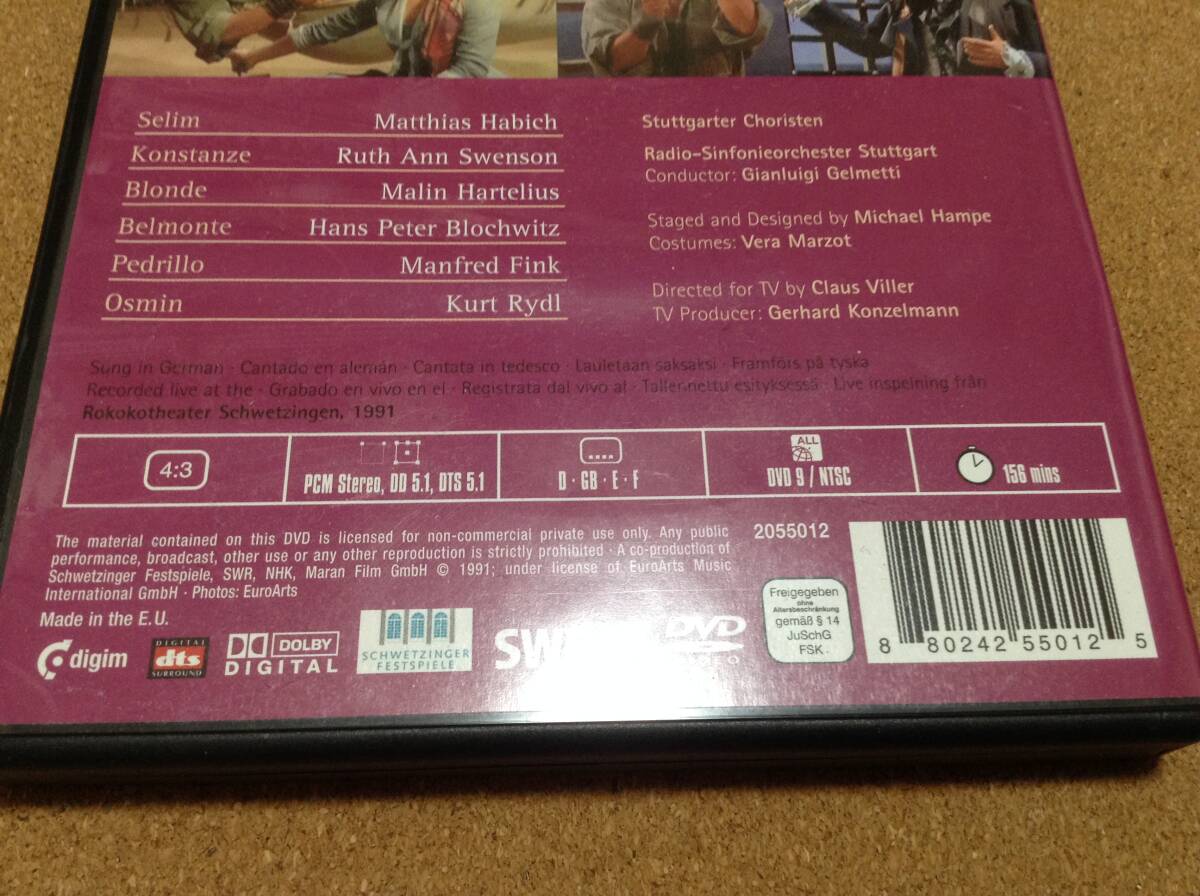 Selim Matthias Habich
Konstanze Ruth Ann Swenson
Blonde Malin Hartelius
Belmonte Hans Peter Blochwitz
Pedrillo Manfred Fink
Osmin Kurt Rydl
Stuttgarter Choristen
Radio-Sinfonieorchester Stuttgart
Conductor: Gianluigi Gelmetti
Staged and Designed by Michael Hampe
Costumes: Vera Marzot
Directed for TV by Claus Viller
TV Producer: Gerhard Konzelmann
Sung in German · Cantado en alemán · Cantata in tedesco · Lauletaan saksaksi · Framförs på tyska
Recorded live at the · Grabado en vivo en el · Registrata dal vivo al · Tallennettu esityksessä · Live inspelning från
Rokokotheater Schwetzingen, 1991
4:3
PCM Stereo, DD 5.1, DTS 5.1
D · GB · E · F
ALL
DVD 9 / NTSC
156 mins
The material contained on this DVD is licensed for non-commercial private use only. Any public
performance, broadcast, other use or any other reproduction is strictly prohibited · A co-production of
Schwetzinger Festspiele, SWR, NHK, Maran Film GmbH © 1991; under license of EuroArts Music
International GmbH · Photos: EuroArts
Made in the E.U.
2055012
digim
DIGITAL
dts
SURROUND
DOLBY
DIGITAL
SCHWETZINGER
FESTSPIELE
SW
DVD
Freigegeben
ohne
Altersbeschränkung
gemäß § 14
JuSchG
FSK
8 80242 55012 5